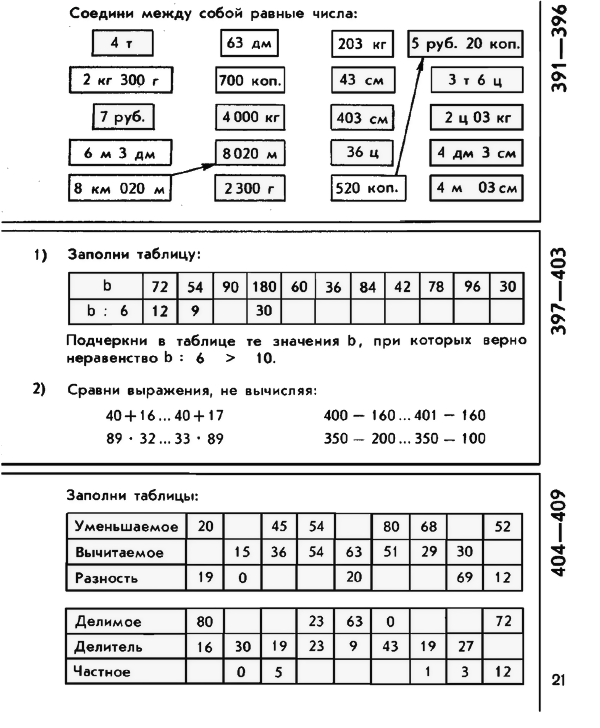 Соедини между собой равные числа:
4 т 63 дм 203 кг 5 руб. 20 коп.
2 кг 300 г 700 коп. 43 см 3 т 6 ц
7 руб. 4 000 кг 403 см 2 ц 03 кг
6 м 3 дм 8 020 м 36 ц 4 дм 3 см
8 км 020 м 2 300 г 520 коп. 4 м 03 см
391—396
1) Заполни таблицу:
b 72 54 90 180 60 36 84 42 78 96 30
b : 6 12 9 30
Подчеркни в таблице те значения b, при которых верно
неравенство b : 6 > 10.
2) Сравни выражения, не вычисляя:
40 + 16 ... 40 + 17 400 — 160 ... 401 — 160
89 · 32 ... 33 · 89 350 — 200 ... 350 — 100
397—403
Заполни таблицы:
Уменьшаемое 20 45 54 80 68 52
Вычитаемое 15 36 54 63 51 29 30
Разность 19 0 20 69 12
Делимое 80 23 63 0 72
Делитель 16 30 19 23 9 43 19 27
Частное 0 5 1 3 12
404—409
21